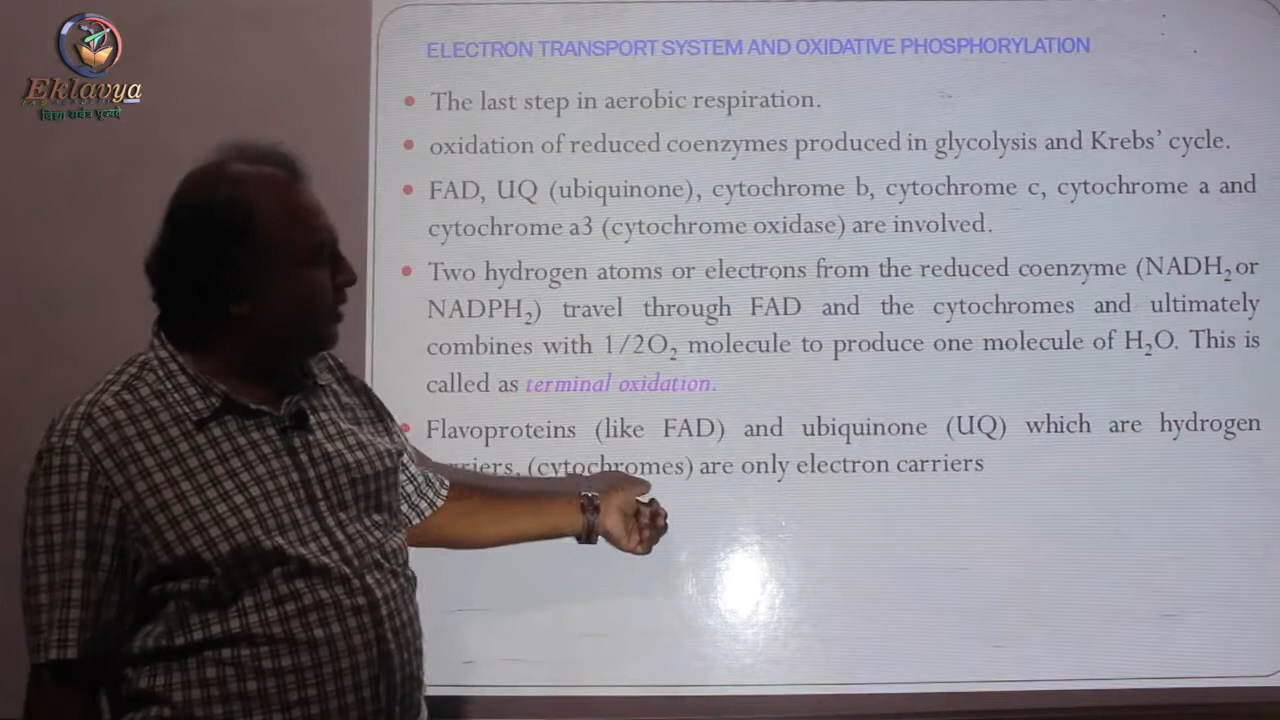 Eklavya
विद्या सर्वत्र पूज्यते
ELECTRON TRANSPORT SYSTEM AND OXIDATIVE PHOSPHORYLATION
• The last step in aerobic respiration.
• oxidation of reduced coenzymes produced in glycolysis and Krebs' cycle.
• FAD, UQ (ubiquinone), cytochrome b, cytochrome c, cytochrome a and
cytochrome a3 (cytochrome oxidase) are involved.
• Two hydrogen atoms or electrons from the reduced coenzyme (NADH₂ or
NADPH₂) travel through FAD and the cytochromes and ultimately
combines with 1/2O₂ molecule to produce one molecule of H₂O. This is
called as terminal oxidation.
• Flavoproteins (like FAD) and ubiquinone (UQ) which are hydrogen
(cytochromes) are only electron carriers